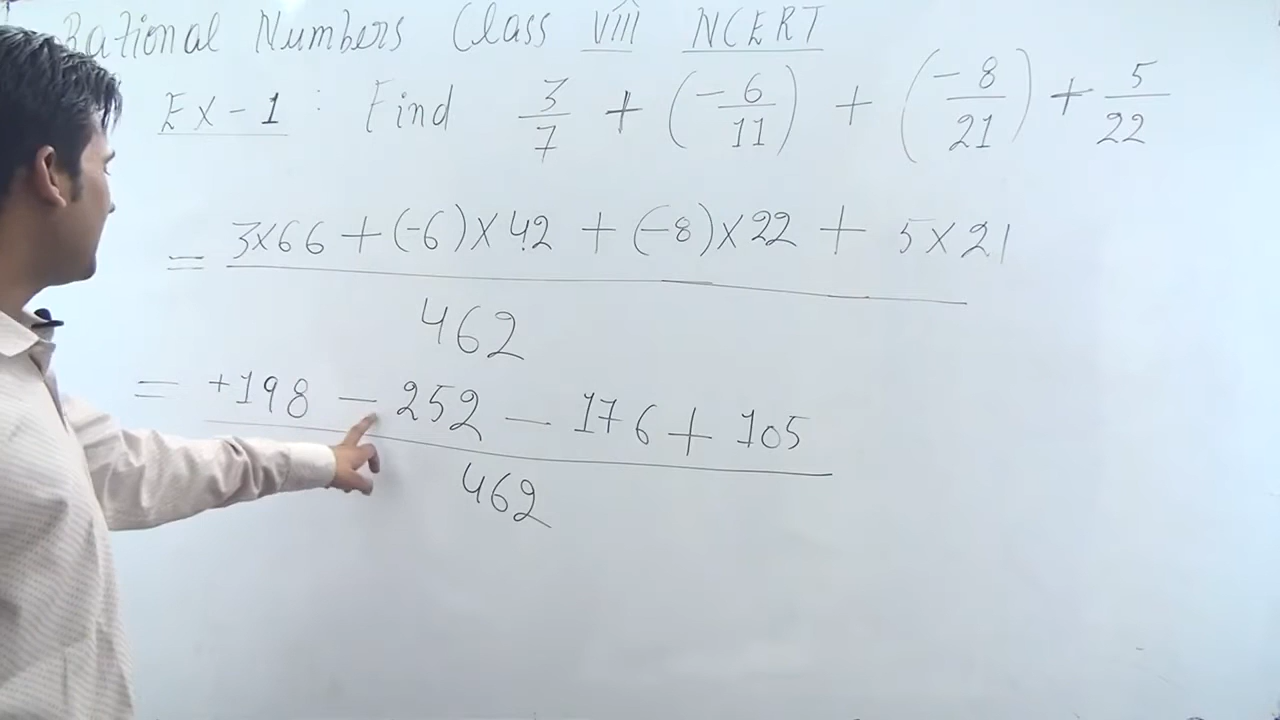 Rational Numbers Class viii NCERT
Ex-1 : Find 3/7 + (-6/11) + (-8/21) + 5/22
= 3×66 + (-6)×42 + (-8)×22 + 5×21
462
= +198 - 252 - 176 + 105
462